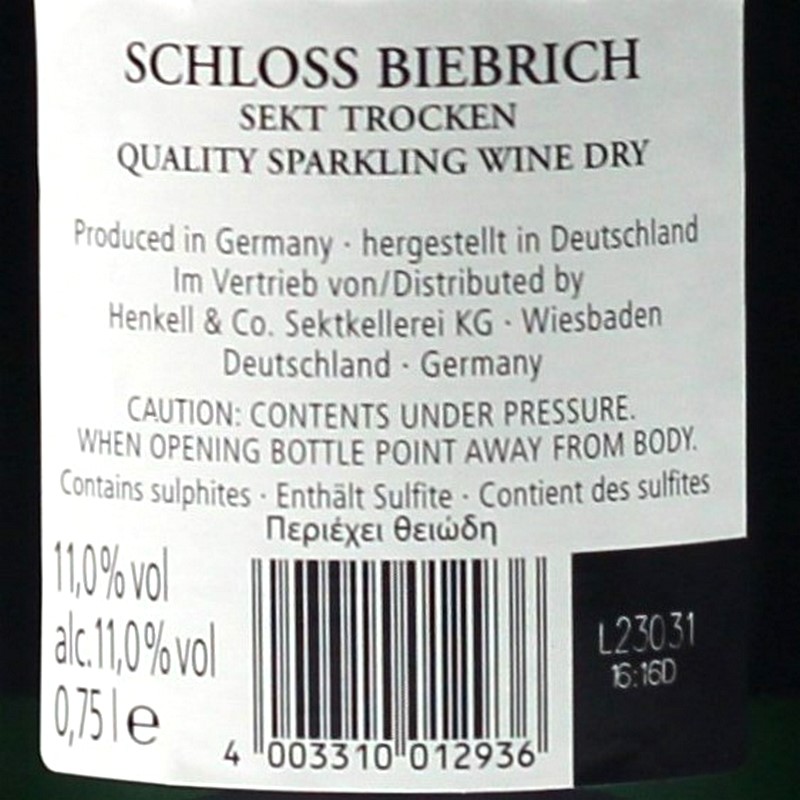 SCHLOSS BIEBRICH
SEKT TROCKEN
QUALITY SPARKLING WINE DRY
Produced in Germany · hergestellt in Deutschland
Im Vertrieb von/Distributed by
Henkell & Co. Sektkellerei KG · Wiesbaden
Deutschland · Germany
CAUTION: CONTENTS UNDER PRESSURE.
WHEN OPENING BOTTLE POINT AWAY FROM BODY.
Contains sulphites · Enthält Sulfite · Contient des sulfites
Περιέχει θειώδη
11,0% vol
alc. 11,0% vol
0,75 l e
4 003310 012936
L23031
16:16D